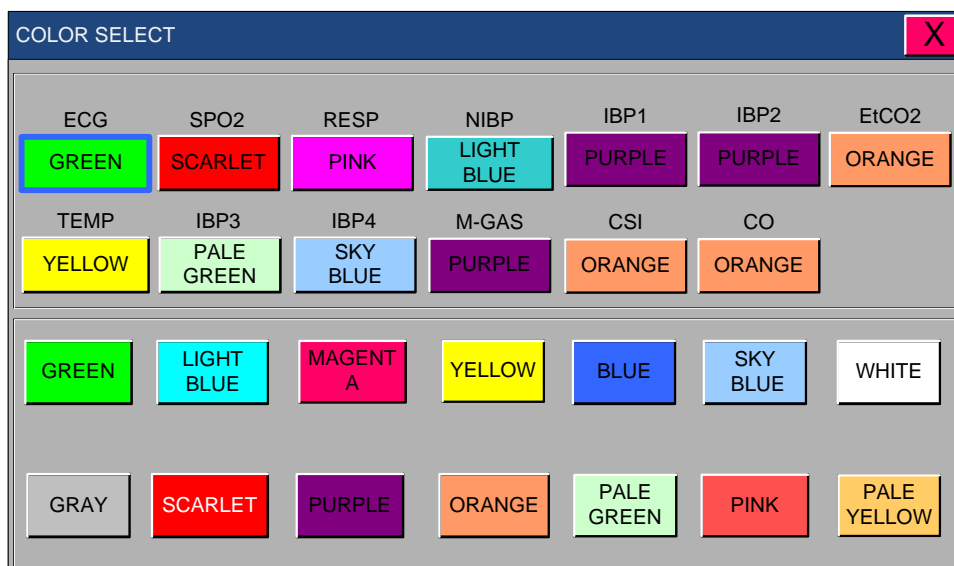 COLOR SELECT X
ECG SPO2 RESP NIBP IBP1 IBP2 EtCO2
GREEN SCARLET PINK LIGHT BLUE PURPLE PURPLE ORANGE
TEMP IBP3 IBP4 M-GAS CSI CO
YELLOW PALE GREEN SKY BLUE PURPLE ORANGE ORANGE
GREEN LIGHT BLUE MAGENT A YELLOW BLUE SKY BLUE WHITE
GRAY SCARLET PURPLE ORANGE PALE GREEN PINK PALE YELLOW